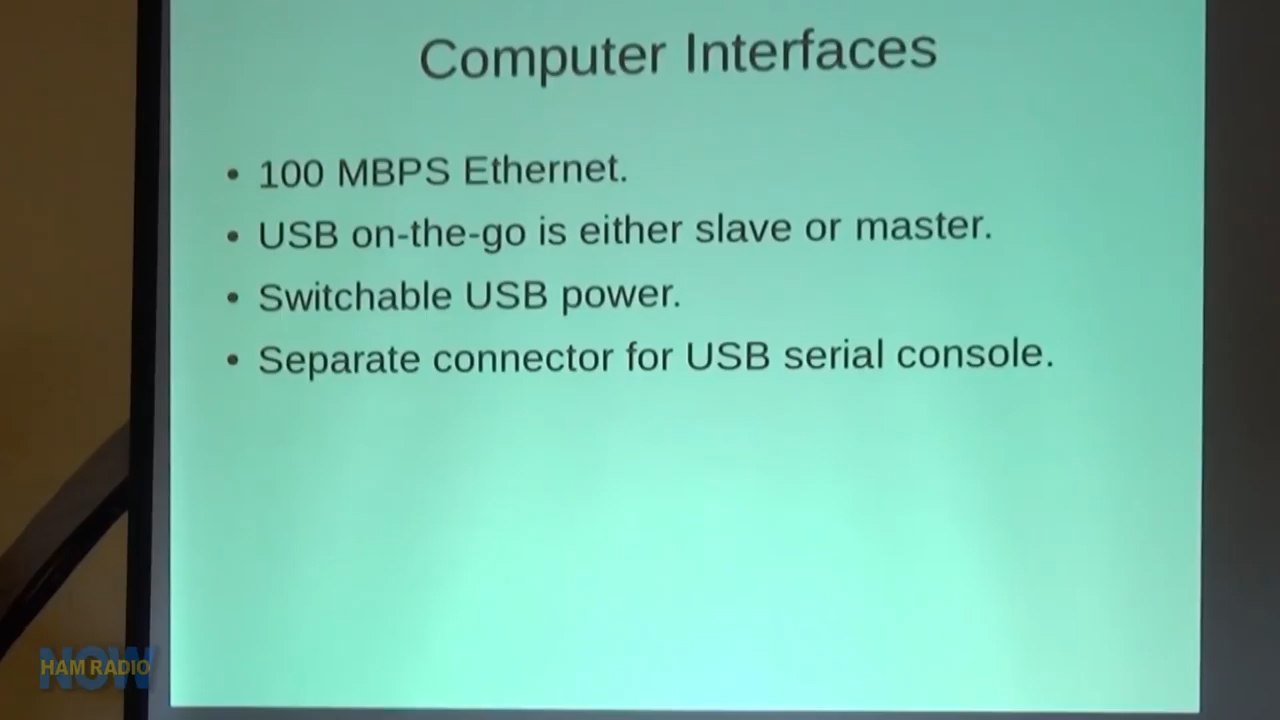 Computer Interfaces
• 100 MBPS Ethernet.
• USB on-the-go is either slave or master.
• Switchable USB power.
• Separate connector for USB serial console.
HAM RADIO
NOW